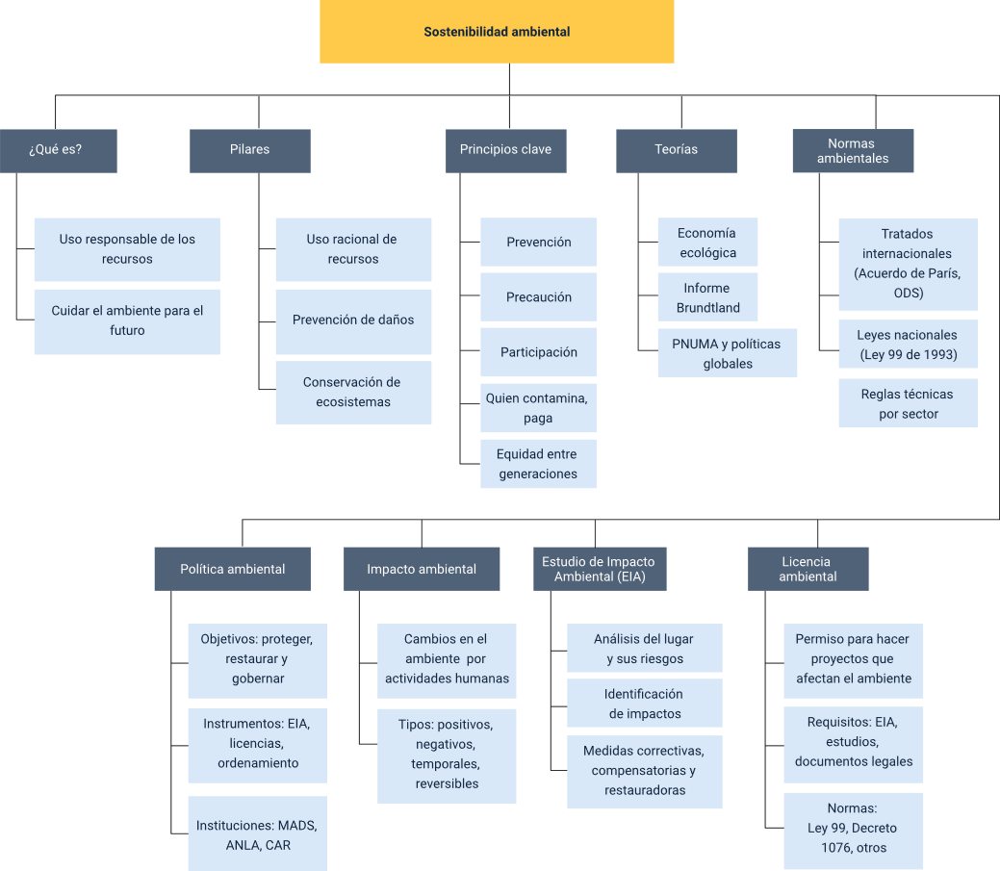 Sostenibilidad ambiental
¿Qué es?
Uso responsable de los
recursos
Cuidar el ambiente para el
futuro
Pilares
Uso racional de
recursos
Prevención de daños
Conservación de
ecosistemas
Principios clave
Prevención
Precaución
Participación
Quien contamina,
paga
Equidad entre
generaciones
Teorías
Economía
ecológica
Informe
Brundtland
PNUMA y políticas
globales
Normas
ambientales
Tratados
internacionales
(Acuerdo de París,
ODS)
Leyes nacionales
(Ley 99 de 1993)
Reglas técnicas
por sector
Política ambiental
Objetivos: proteger,
restaurar y
gobernar
Instrumentos: EIA,
licencias,
ordenamiento
Instituciones: MADS,
ANLA, CAR
Impacto ambiental
Cambios en el
ambiente por
actividades humanas
Tipos: positivos,
negativos,
temporales,
reversibles
Estudio de Impacto
Ambiental (EIA)
Análisis del lugar
y sus riesgos
Identificación
de impactos
Medidas correctivas,
compensatorias y
restauradoras
Licencia
ambiental
Permiso para hacer
proyectos que
afectan el ambiente
Requisitos: EIA,
estudios,
documentos legales
Normas:
Ley 99, Decreto
1076, otros